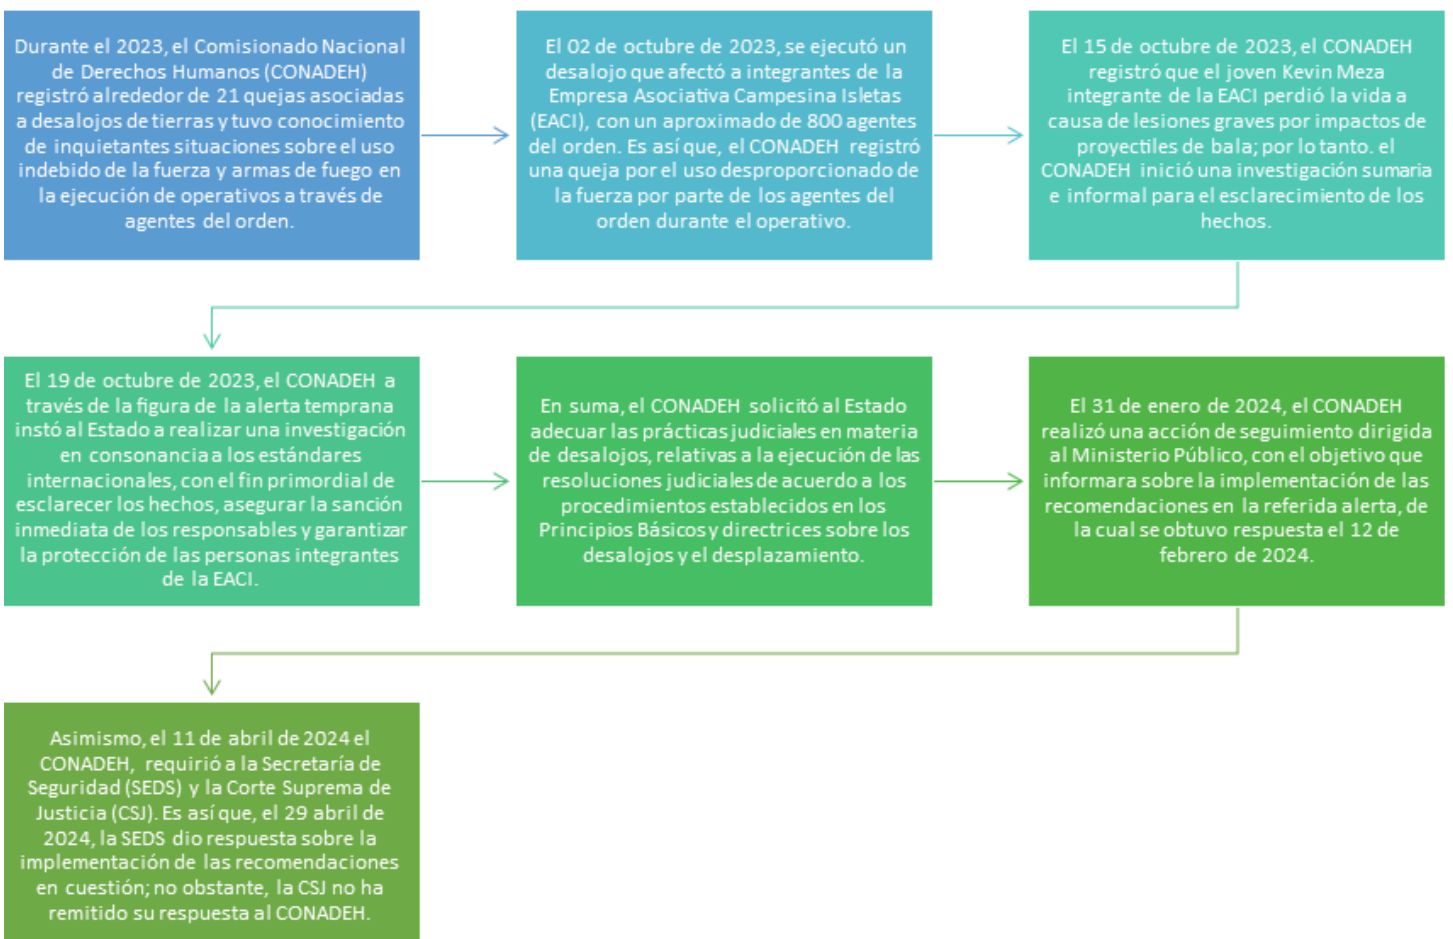 Durante el 2023, el Comisionado Nacional
de Derechos Humanos (CONADEH)
registró alrededor de 21 quejas asociadas
a desalojos de tierras y tuvo conocimiento
de inquietantes situaciones sobre el uso
indebido de la fuerza y armas de fuego en
la ejecución de operativos a través de
agentes del orden.
El 02 de octubre de 2023, se ejecutó un
desalojo que afectó a integrantes de la
Empresa Asociativa Campesina Isletas
(EACI), con un aproximado de 800 agentes
del orden. Es así que, el CONADEH registró
una queja por el uso desproporcionado de
la fuerza por parte de los agentes del
orden durante el operativo.
El 15 de octubre de 2023, el CONADEH
registró que el joven Kevin Meza
integrante de la EACI perdió la vida a
causa de lesiones graves por impactos de
proyectiles de bala; por lo tanto. el
CONADEH inició una investigación sumaria
e informal para el esclarecimiento de los
hechos.
El 19 de octubre de 2023, el CONADEH a
través de la figura de la alerta temprana
instó al Estado a realizar una investigación
en consonancia a los estándares
internacionales, con el fin primordial de
esclarecer los hechos, asegurar la sanción
inmediata de los responsables y garantizar
la protección de las personas integrantes
de la EACI.
En suma, el CONADEH solicitó al Estado
adecuar las prácticas judiciales en materia
de desalojos, relativas a la ejecución de las
resoluciones judiciales de acuerdo a los
procedimientos establecidos en los
Principios Básicos y directrices sobre los
desalojos y el desplazamiento.
El 31 de enero de 2024, el CONADEH
realizó una acción de seguimiento dirigida
al Ministerio Público, con el objetivo que
informara sobre la implementación de las
recomendaciones en la referida alerta, de
la cual se obtuvo respuesta el 12 de
febrero de 2024.
Asimismo, el 11 de abril de 2024 el
CONADEH, requirió a la Secretaría de
Seguridad (SEDS) y la Corte Suprema de
Justicia (CSJ). Es así que, el 29 abril de
2024, la SEDS dio respuesta sobre la
implementación de las recomendaciones
en cuestión; no obstante, la CSJ no ha
remitido su respuesta al CONADEH.